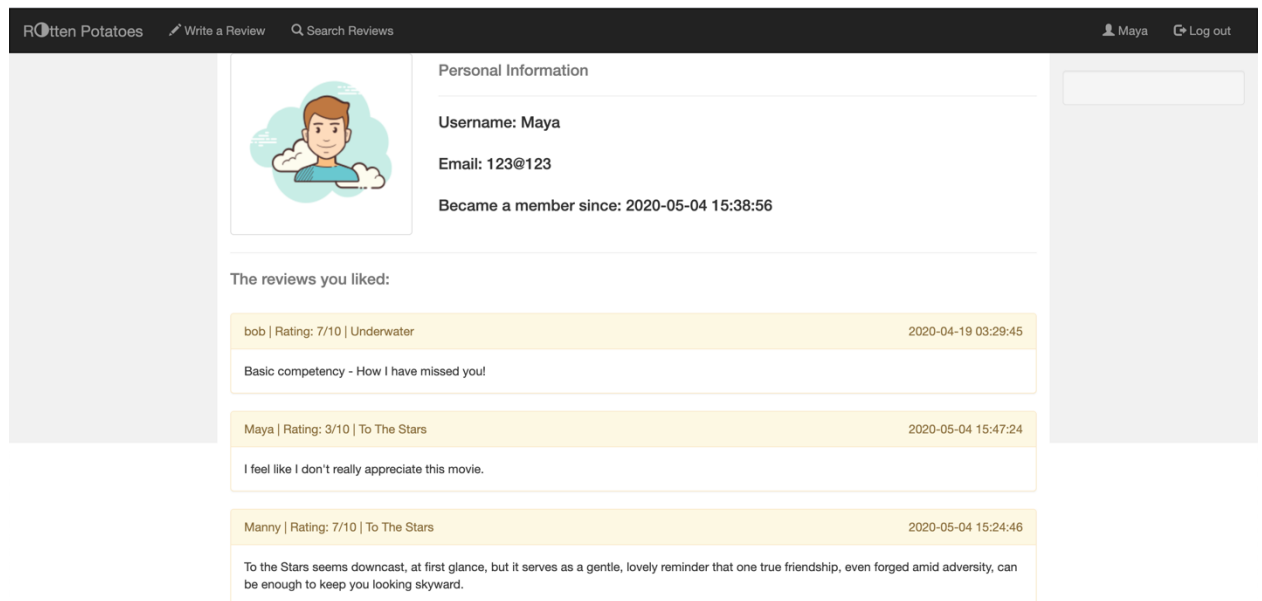 Rotten Potatoes Write a Review Search Reviews Maya Log out
Personal Information
Username: Maya
Email: 123@123
Became a member since: 2020-05-04 15:38:56
The reviews you liked:
bob | Rating: 7/10 | Underwater 2020-04-19 03:29:45
Basic competency - How I have missed you!
Maya | Rating: 3/10 | To The Stars 2020-05-04 15:47:24
I feel like I don't really appreciate this movie.
Manny | Rating: 7/10 | To The Stars 2020-05-04 15:24:46
To the Stars seems downcast, at first glance, but it serves as a gentle, lovely reminder that one true friendship, even forged amid adversity, can
be enough to keep you looking skyward.